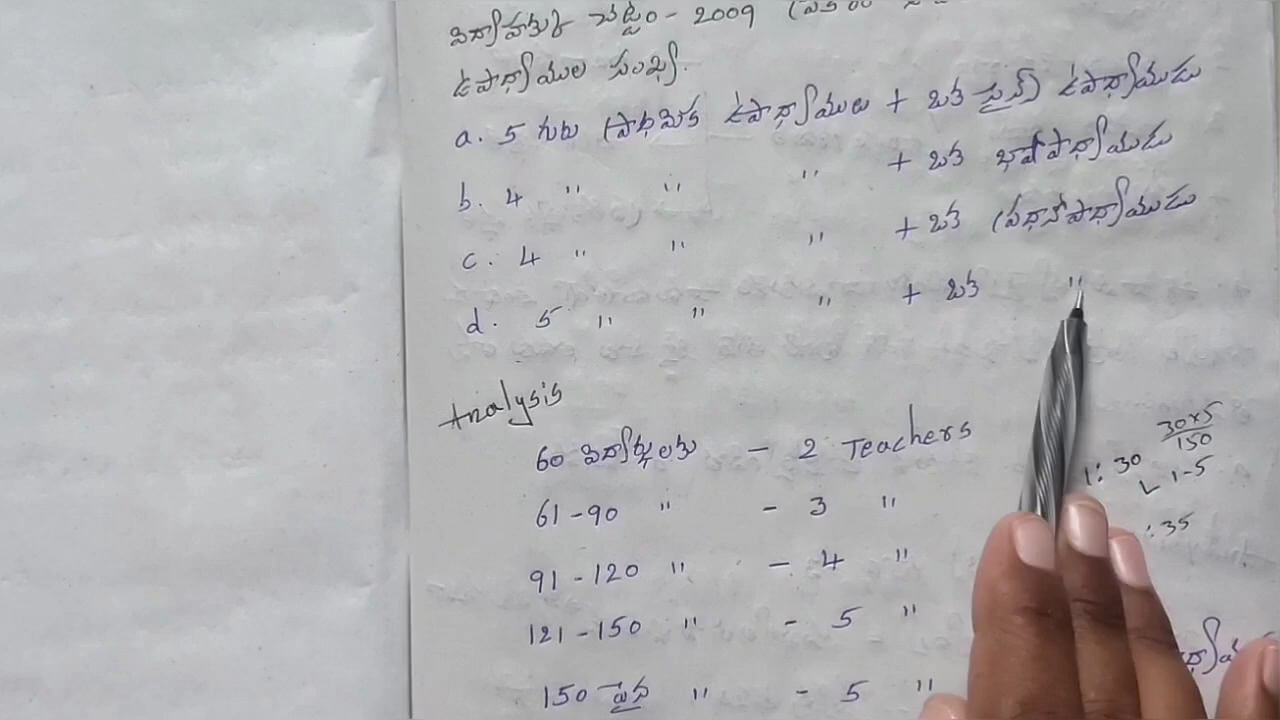 విద్యాహక్కు చట్టం - 2009 (ప్రకారం
ఉపాధ్యాయుల సంఖ్య.
a. 5 గురు ప్రాథమిక ఉపాధ్యాయులు + ఒక సైన్స్ ఉపాధ్యాయుడు
b. 4 " " " + ఒక భాషోపాధ్యాయుడు
c. 4 " " " + ఒక ప్రధానోపాధ్యాయుడు
d. 5 " " " + ఒక "
Analysis
60 విద్యార్థులకు - 2 Teachers
61-90 " - 3 "
91-120 " - 4 "
121-150 " - 5 "
150 పైన " - 5 "
30×5
150
1:30
1-5
:35